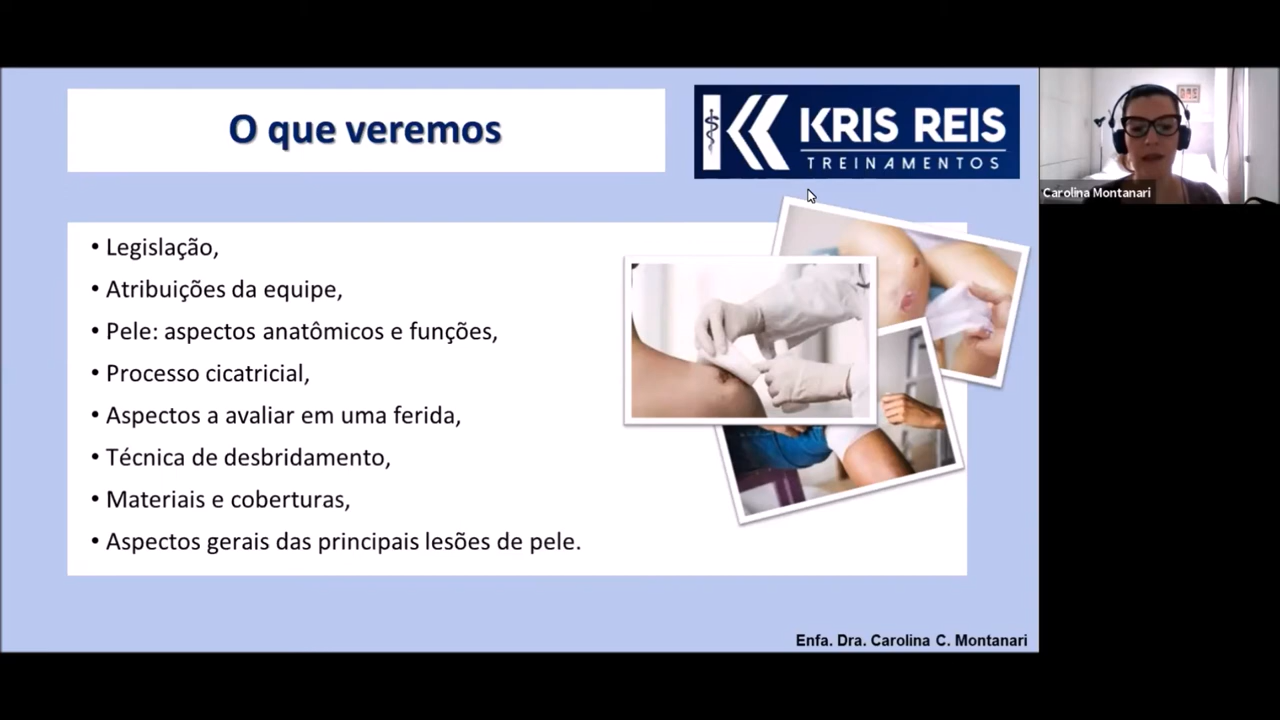 O que veremos
KRIS REIS
TREINAMENTOS
Carolina Montanari
• Legislação,
• Atribuições da equipe,
• Pele: aspectos anatômicos e funções,
• Processo cicatricial,
• Aspectos a avaliar em uma ferida,
• Técnica de desbridamento,
• Materiais e coberturas,
• Aspectos gerais das principais lesões de pele.
Enfa. Dra. Carolina C. Montanari